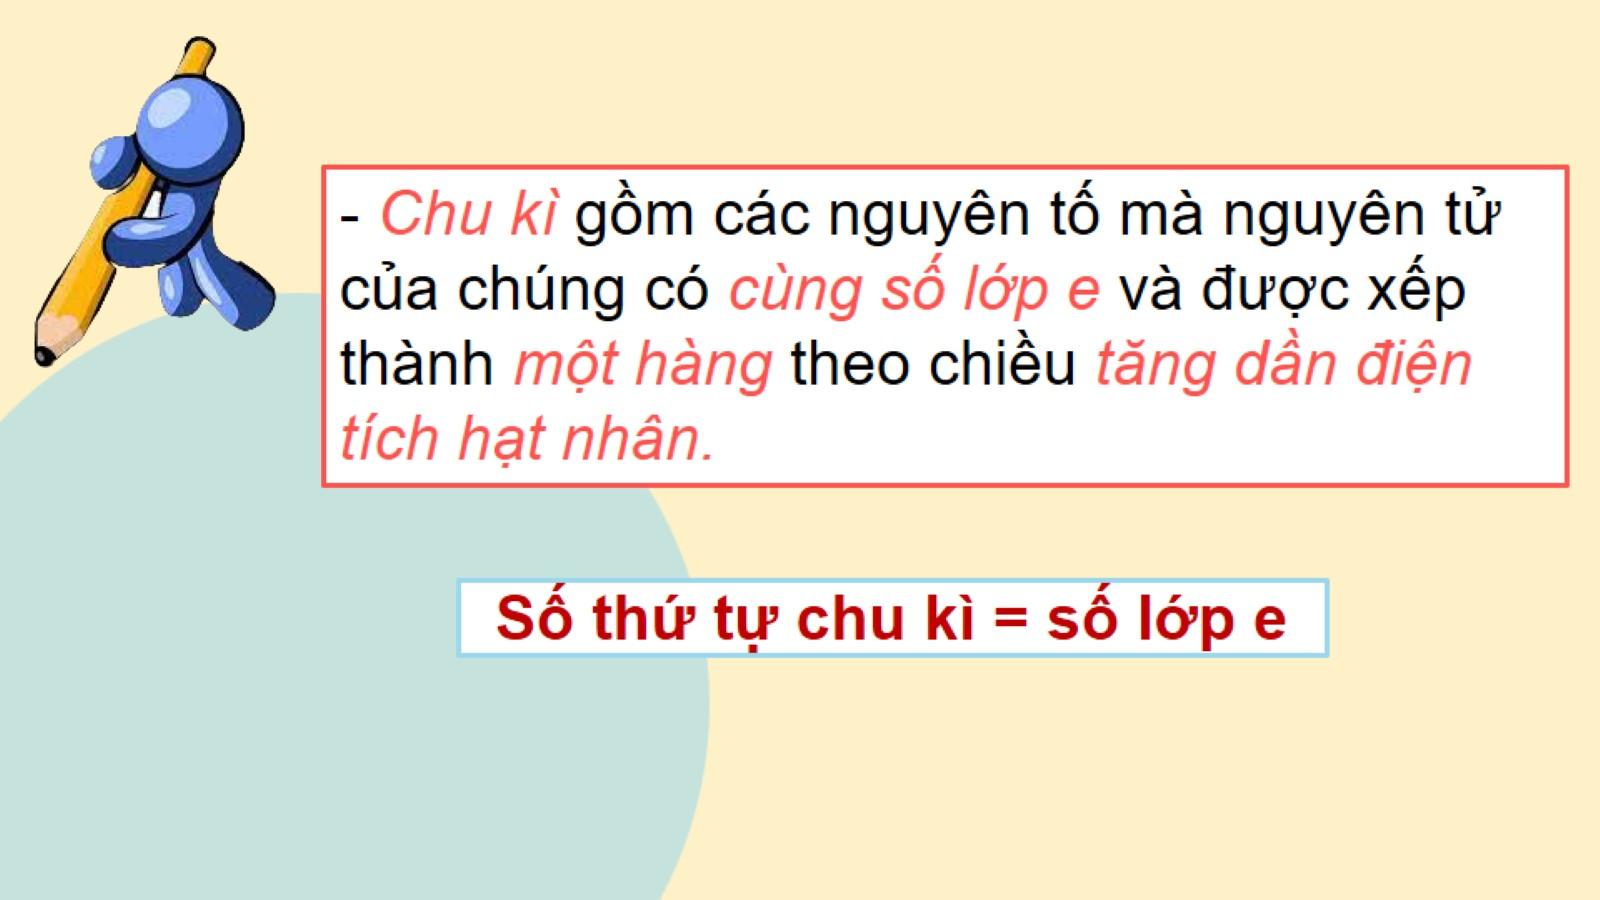 - Chu kì gồm các nguyên tố mà nguyên tử
của chúng có cùng số lớp e và được xếp
thành một hàng theo chiều tăng dần điện
tích hạt nhân.
Số thứ tự chu kì = số lớp e